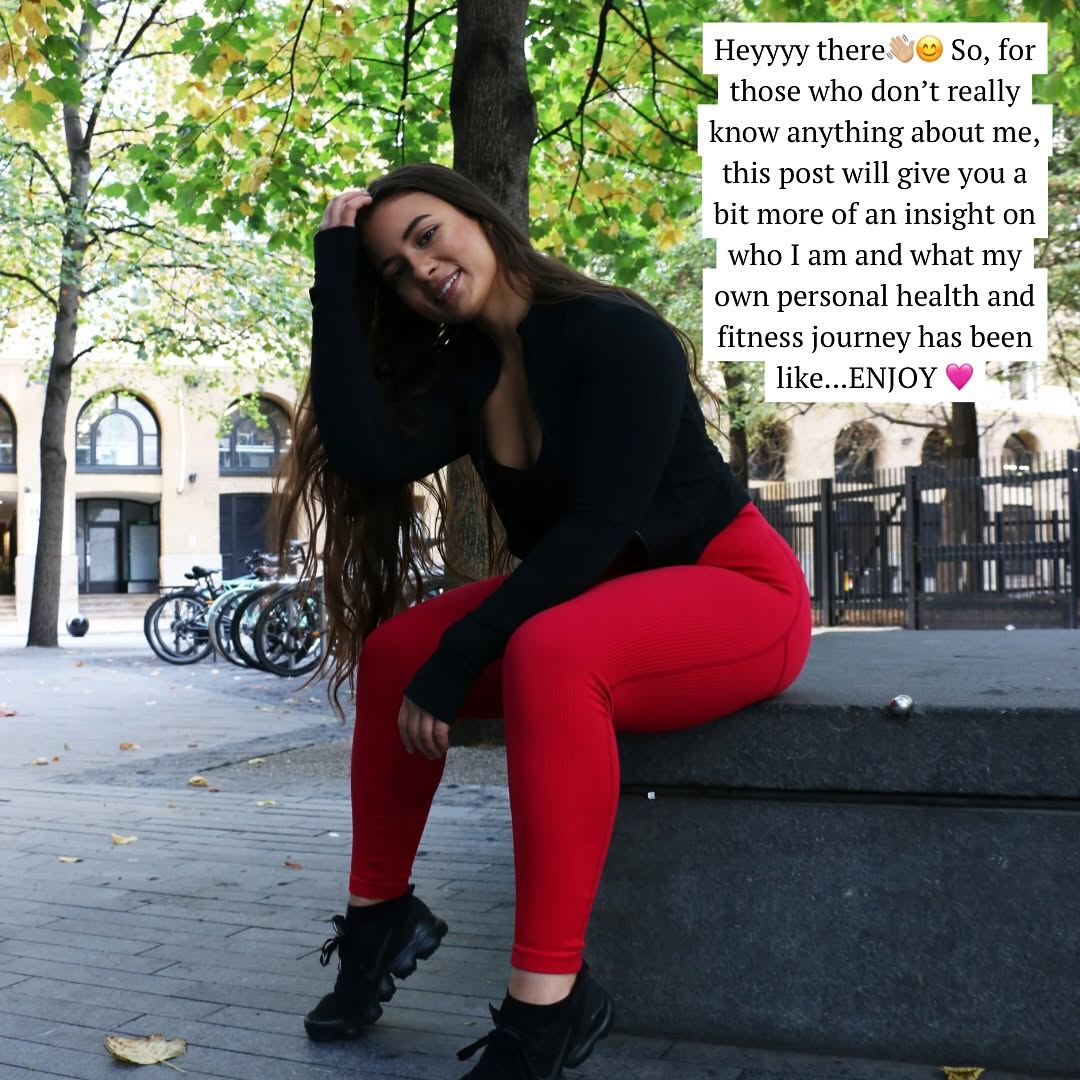 Heyyyy there👋🏼😊 So, for
those who don’t really
know anything about me,
this post will give you a
bit more of an insight on
who I am and what my
own personal health and
fitness journey has been
like...ENJOY 🩷